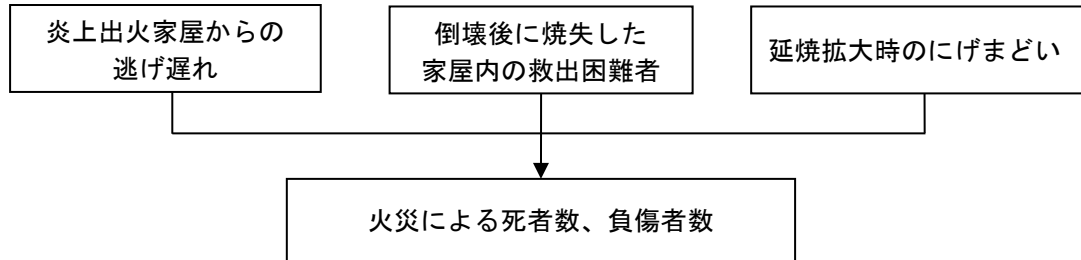 炎上出火家屋からの
逃げ遅れ
倒壊後に焼失した
家屋内の救出困難者
延焼拡大時のにげまどい
火災による死者数、負傷者数